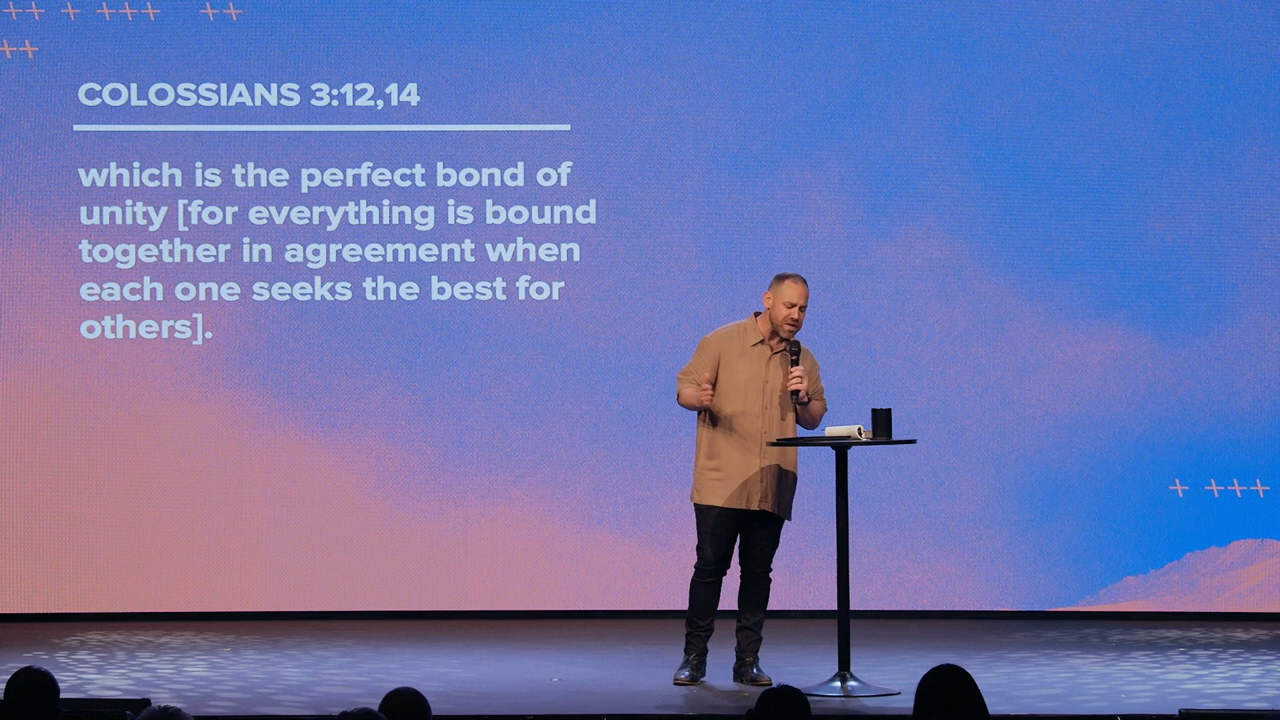 COLOSSIANS 3:12,14
which is the perfect bond of
unity [for everything is bound
together in agreement when
each one seeks the best for
others].